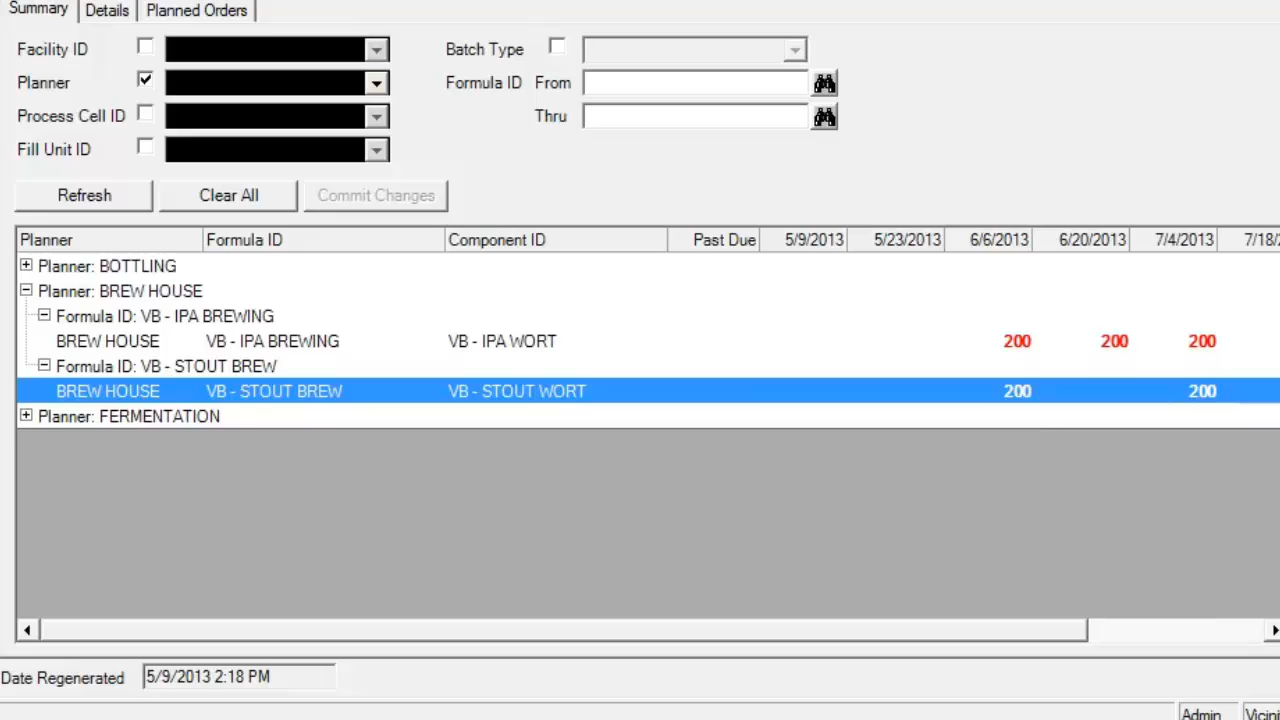 Summary Details Planned Orders
Facility ID Batch Type
Planner Formula ID From
Process Cell ID Thru
Fill Unit ID
Refresh Clear All Commit Changes
Planner Formula ID Component ID Past Due 5/9/2013 5/23/2013 6/6/2013 6/20/2013 7/4/2013 7/18/
Planner: BOTTLING
Planner: BREW HOUSE
Formula ID: VB - IPA BREWING
BREW HOUSE VB - IPA BREWING VB - IPA WORT 200 200 200
Formula ID: VB - STOUT BREW
BREW HOUSE VB - STOUT BREW VB - STOUT WORT 200 200
Planner: FERMENTATION
Date Regenerated 5/9/2013 2:18 PM
Admin Vicini